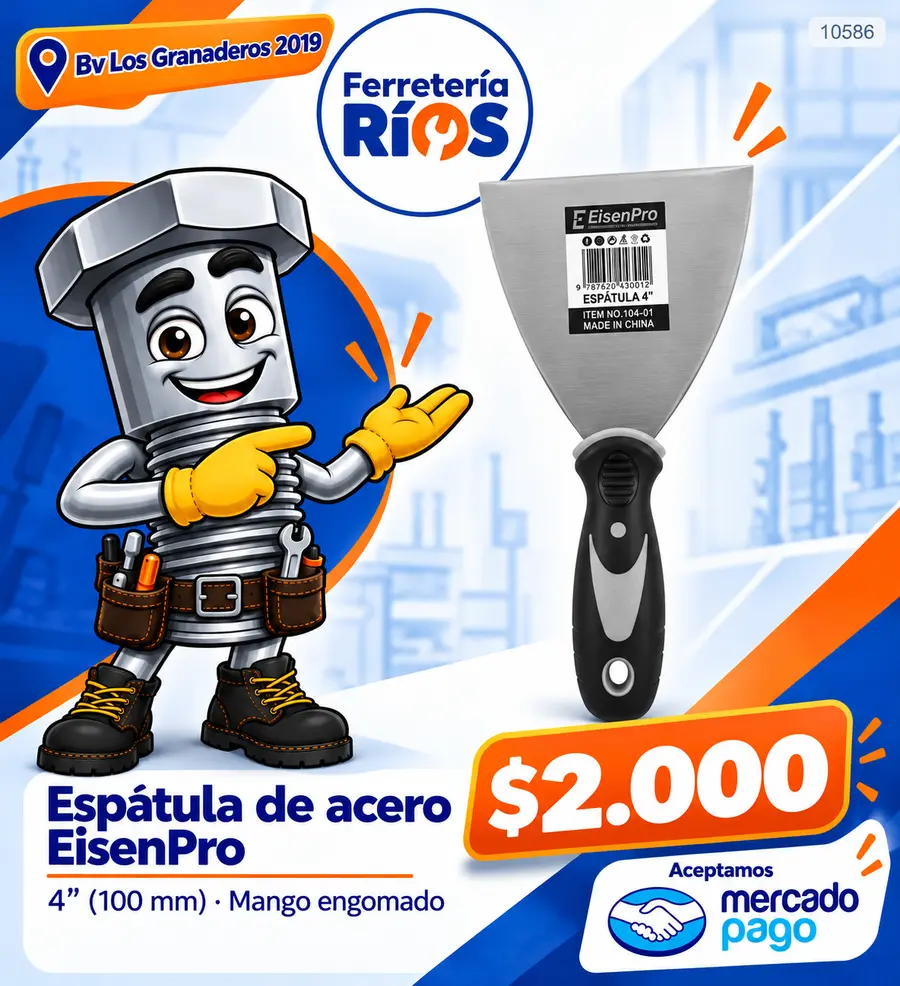 Bv Los Granaderos 2019
Ferretería
RÍOS
10586
EisenPro
9 787620 430012
ESPÁTULA 4"
ITEM NO.104-01
MADE IN CHINA
$2.000
Espátula de acero
EisenPro
4” (100 mm) · Mango engomado
Aceptamos
mercado
pago